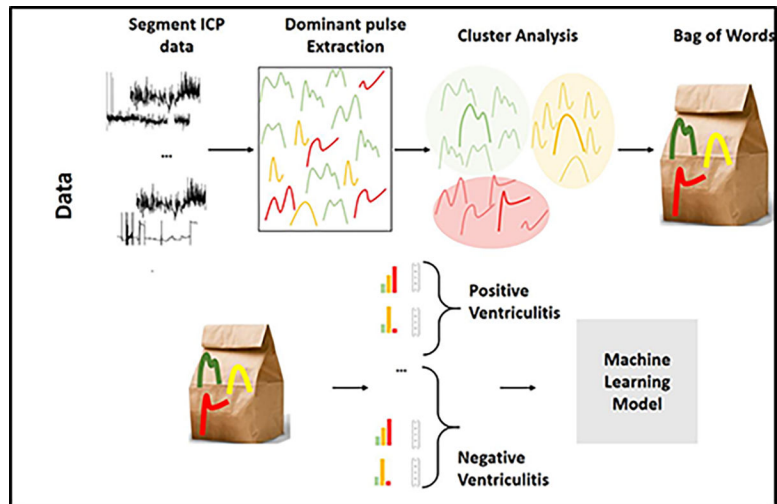 Segment ICP
data
Dominant pulse
Extraction
Cluster Analysis
Bag of Words
...
Data
Positive
Ventriculitis
...
Machine
Learning
Model
Negative
Ventriculitis